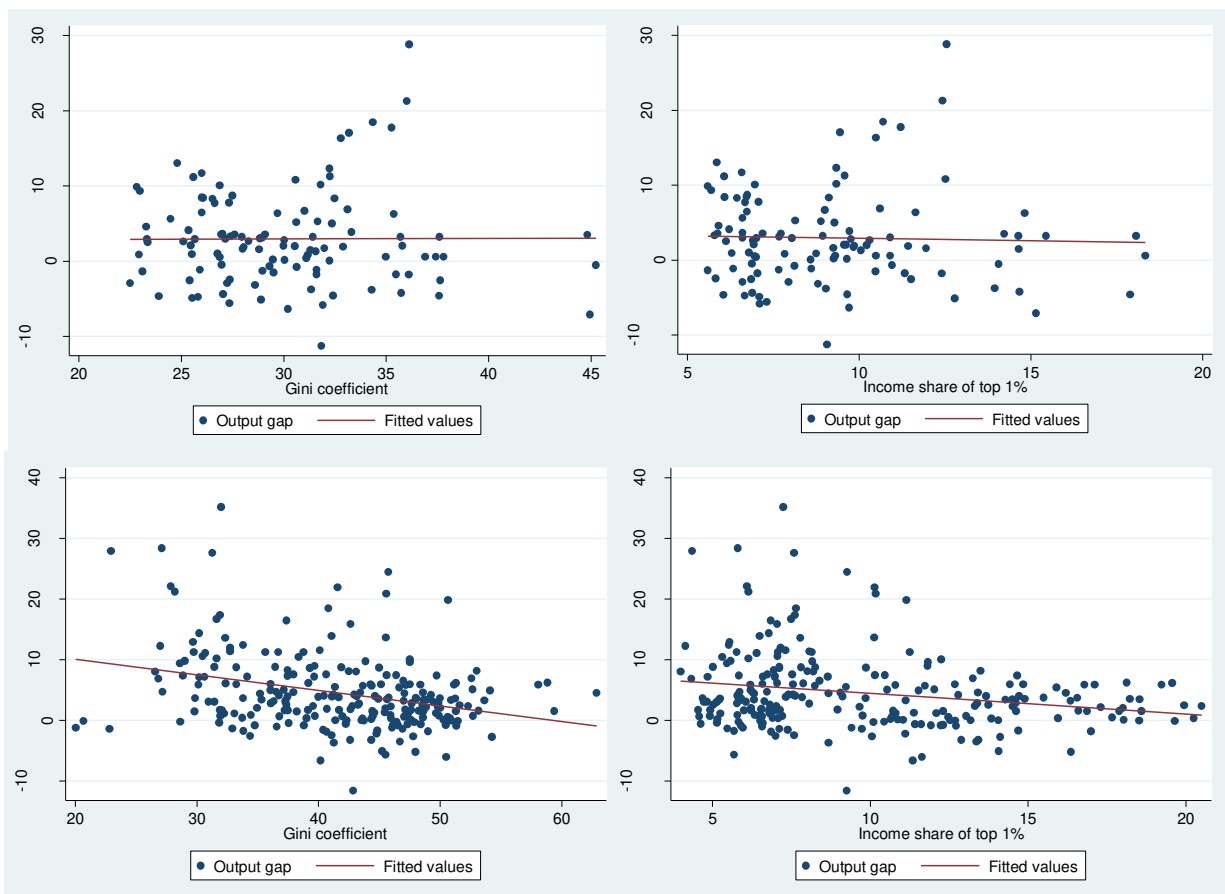 30
20
10
0
-10
20 25 30 35 40 45
Gini coefficient
Output gap Fitted values
30
20
10
0
-10
5 10 15 20
Income share of top 1%
Output gap Fitted values
40
30
20
10
0
-10
20 30 40 50 60
Gini coefficient
Output gap Fitted values
40
30
20
10
0
-10
5 10 15 20
Income share of top 1%
Output gap Fitted values